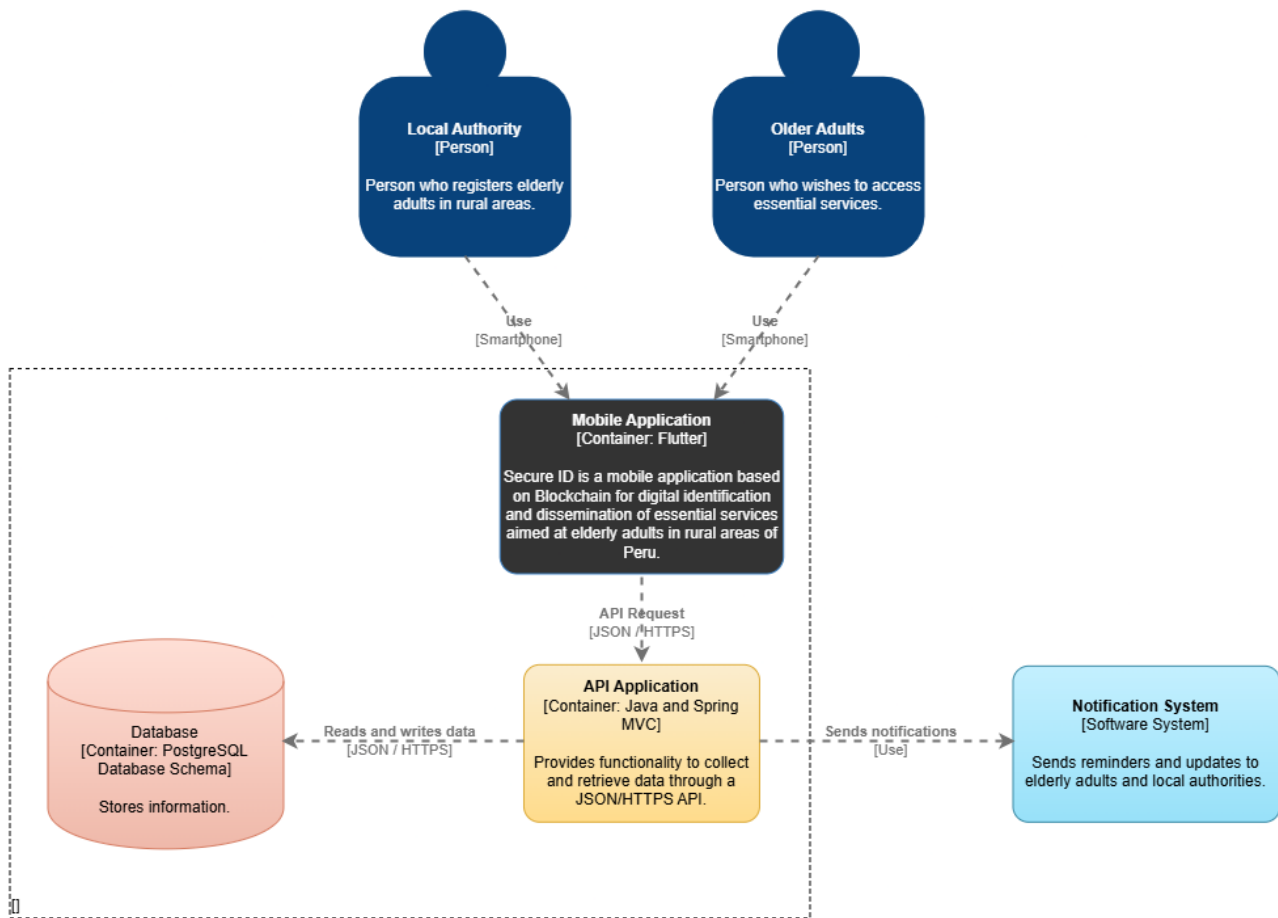 Local Authority
[Person]
Person who registers elderly
adults in rural areas.
Older Adults
[Person]
Person who wishes to access
essential services.
Use
[Smartphone]
Use
[Smartphone]
Mobile Application
[Container: Flutter]
Secure ID is a mobile application based
on Blockchain for digital identification
and dissemination of essential services
aimed at elderly adults in rural areas of
Peru.
API Request
[JSON / HTTPS]
Database
[Container: PostgreSQL
Database Schema]
Stores information.
Reads and writes data
[JSON / HTTPS]
API Application
[Container: Java and Spring
MVC]
Provides functionality to collect
and retrieve data through a
JSON/HTTPS API.
Sends notifications
[Use]
Notification System
[Software System]
Sends reminders and updates to
elderly adults and local authorities.
[]